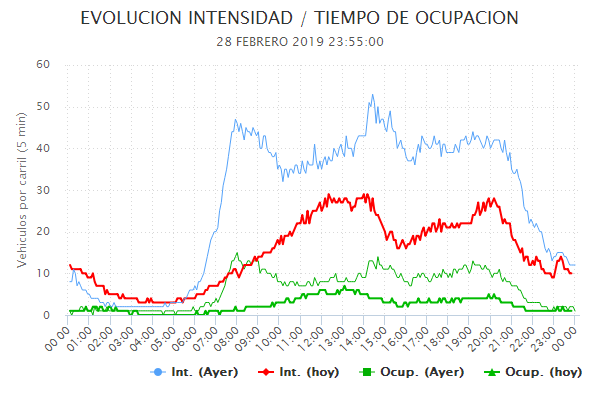 EVOLUCION INTENSIDAD / TIEMPO DE OCUPACION
28 FEBRERO 2019 23:55:00
Vehiculos por carril (5 min)
60
50
40
30
20
10
0
00:00 01:00 02:00 03:00 04:00 05:00 06:00 07:00 08:00 09:00 10:00 11:00 12:00 13:00 14:00 15:00 16:00 17:00 18:00 19:00 20:00 21:00 22:00 23:00 00:00
Int. (Ayer) Int. (hoy) Ocup. (Ayer) Ocup. (hoy)